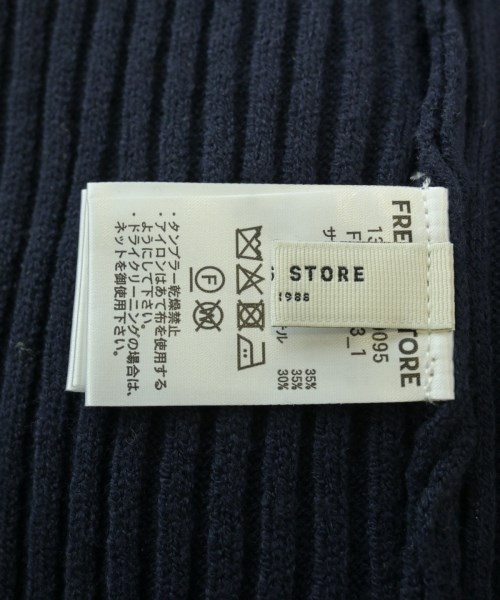 FRE
TORE
13
0095
F
3_1
サ
S STORE
1988
ル
35%
35%
30%
F
・タンブラー乾燥禁止
・アイロンはあて布を使用する
ようにして下さい。
・ドライクリーニングの場合は、
ネットを御使用下さい。